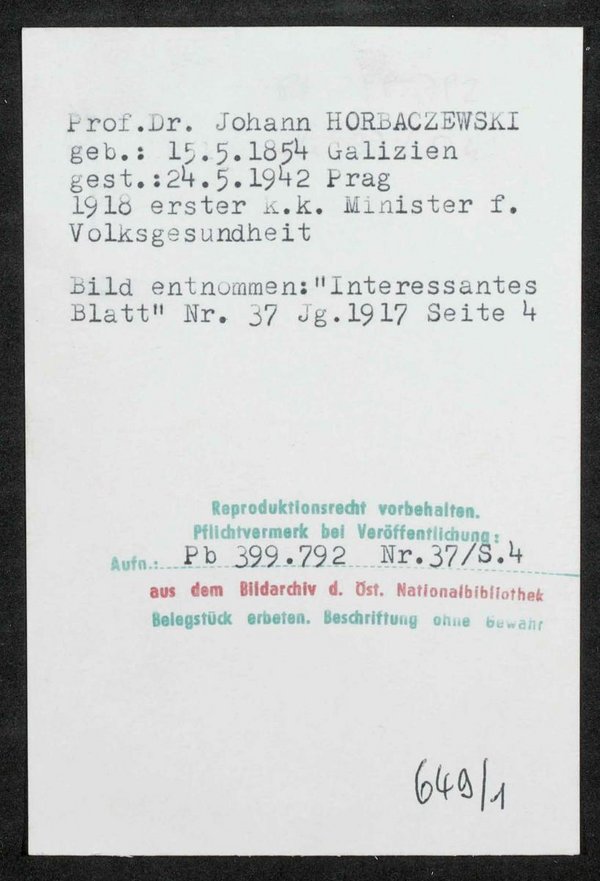 Prof.Dr. Johann HORBACZEWSKI
geb.: 15.5.1854 Galizien
gest.:24.5.1942 Prag
1918 erster k.k. Minister f.
Volksgesundheit
Bild entnommen:"Interessantes
Blatt" Nr. 37 Jg.1917 Seite 4
Reproduktionsrecht vorbehalten.
Pflichtvermerk bei Veröffentlichung:
Aufn.: Pb 399.792 Nr.37/S.4
aus dem Bildarchiv d. Öst. Nationalbibliothek
Belegstück erbeten. Beschriftung ohne Gewähr
649/1